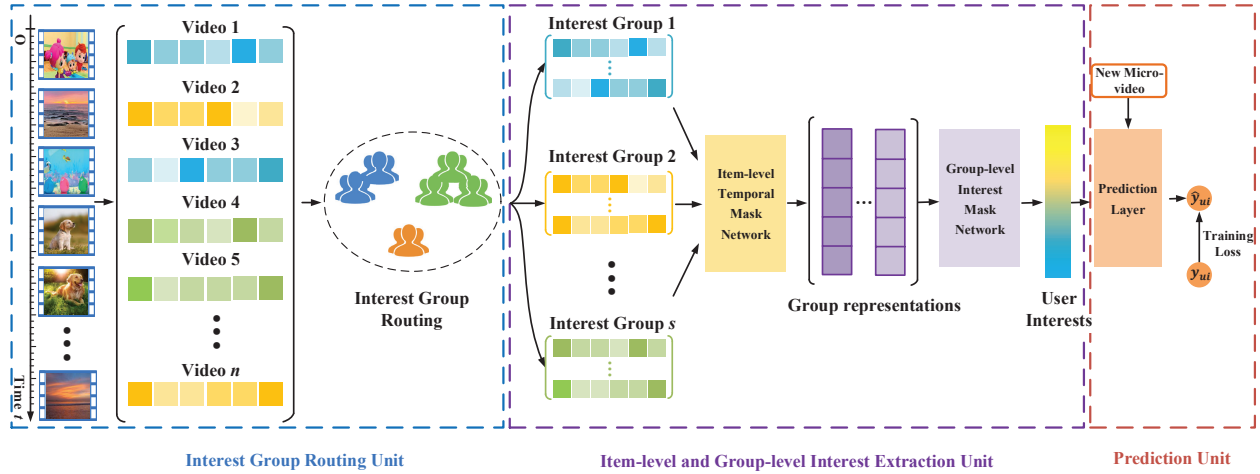 O
Time t
Video 1
Video 2
Video 3
Video 4
Video 5
Video n
Interest Group
Routing
Interest Group 1
Interest Group 2
Interest Group s
Item-level
Temporal
Mask
Network
Group representations
Group-level
Interest
Mask
Network
User
Interests
New Micro-
video
Prediction
Layer
ŷui
Training
Loss
yui
Interest Group Routing Unit
Item-level and Group-level Interest Extraction Unit
Prediction Unit